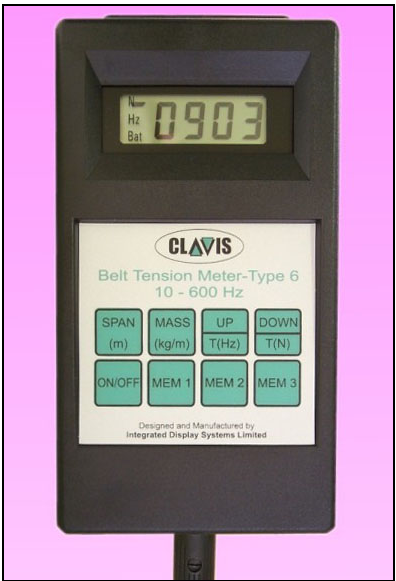 N
Hz 0903
Bat
CLAVIS
Belt Tension Meter-Type 6
10 - 600 Hz
SPAN MASS UP DOWN
(m) (kg/m) T(Hz) T(N)
ON/OFF MEM 1 MEM 2 MEM 3
Designed and Manufactured by
Integrated Display Systems Limited